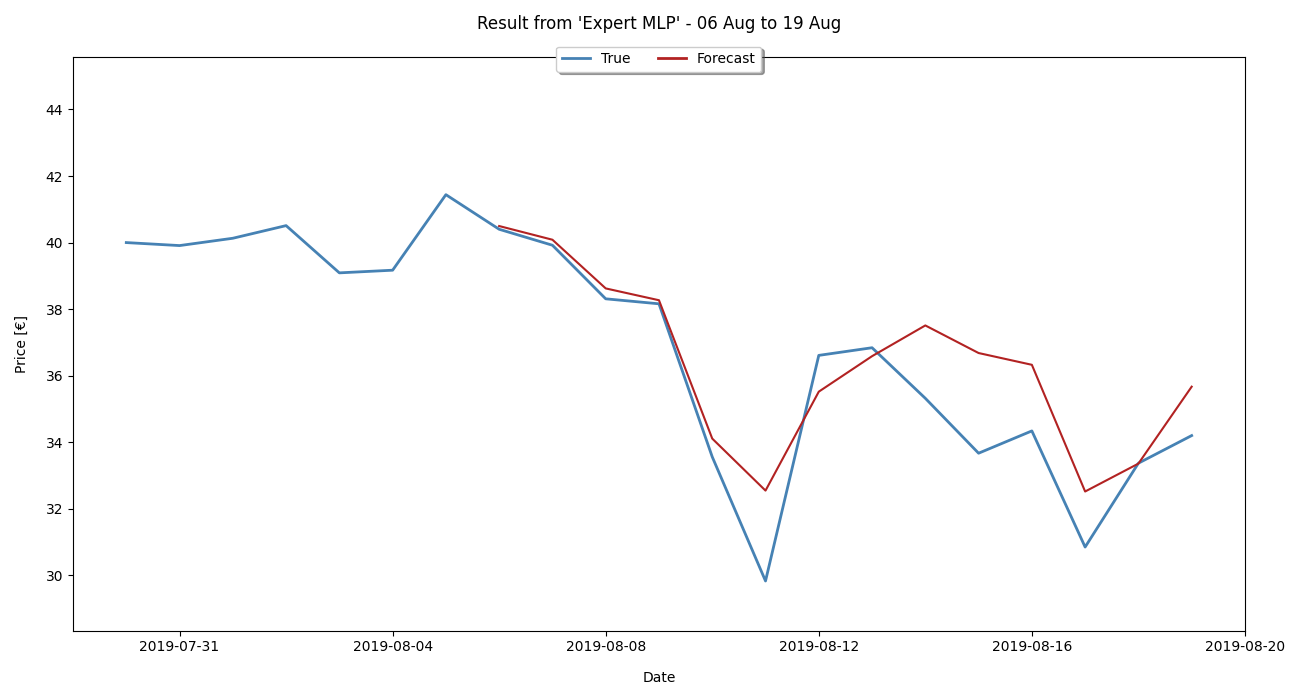 Result from 'Expert MLP' - 06 Aug to 19 Aug
True Forecast
44
42
40
38
36
34
32
30
Price [€]
2019-07-31 2019-08-04 2019-08-08 2019-08-12 2019-08-16 2019-08-20
Date